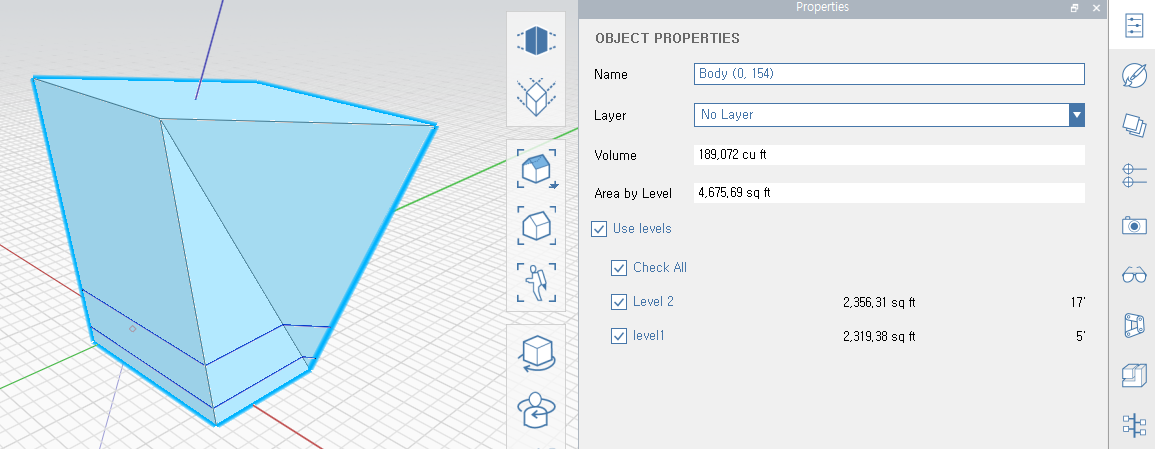 Properties
OBJECT PROPERTIES
Name Body (0, 154)
Layer No Layer
Volume 189,072 cu ft
Area by Level 4,675,69 sq ft
Use levels
Check All
Level 2 2,356,31 sq ft 17'
level1 2,319,38 sq ft 5'